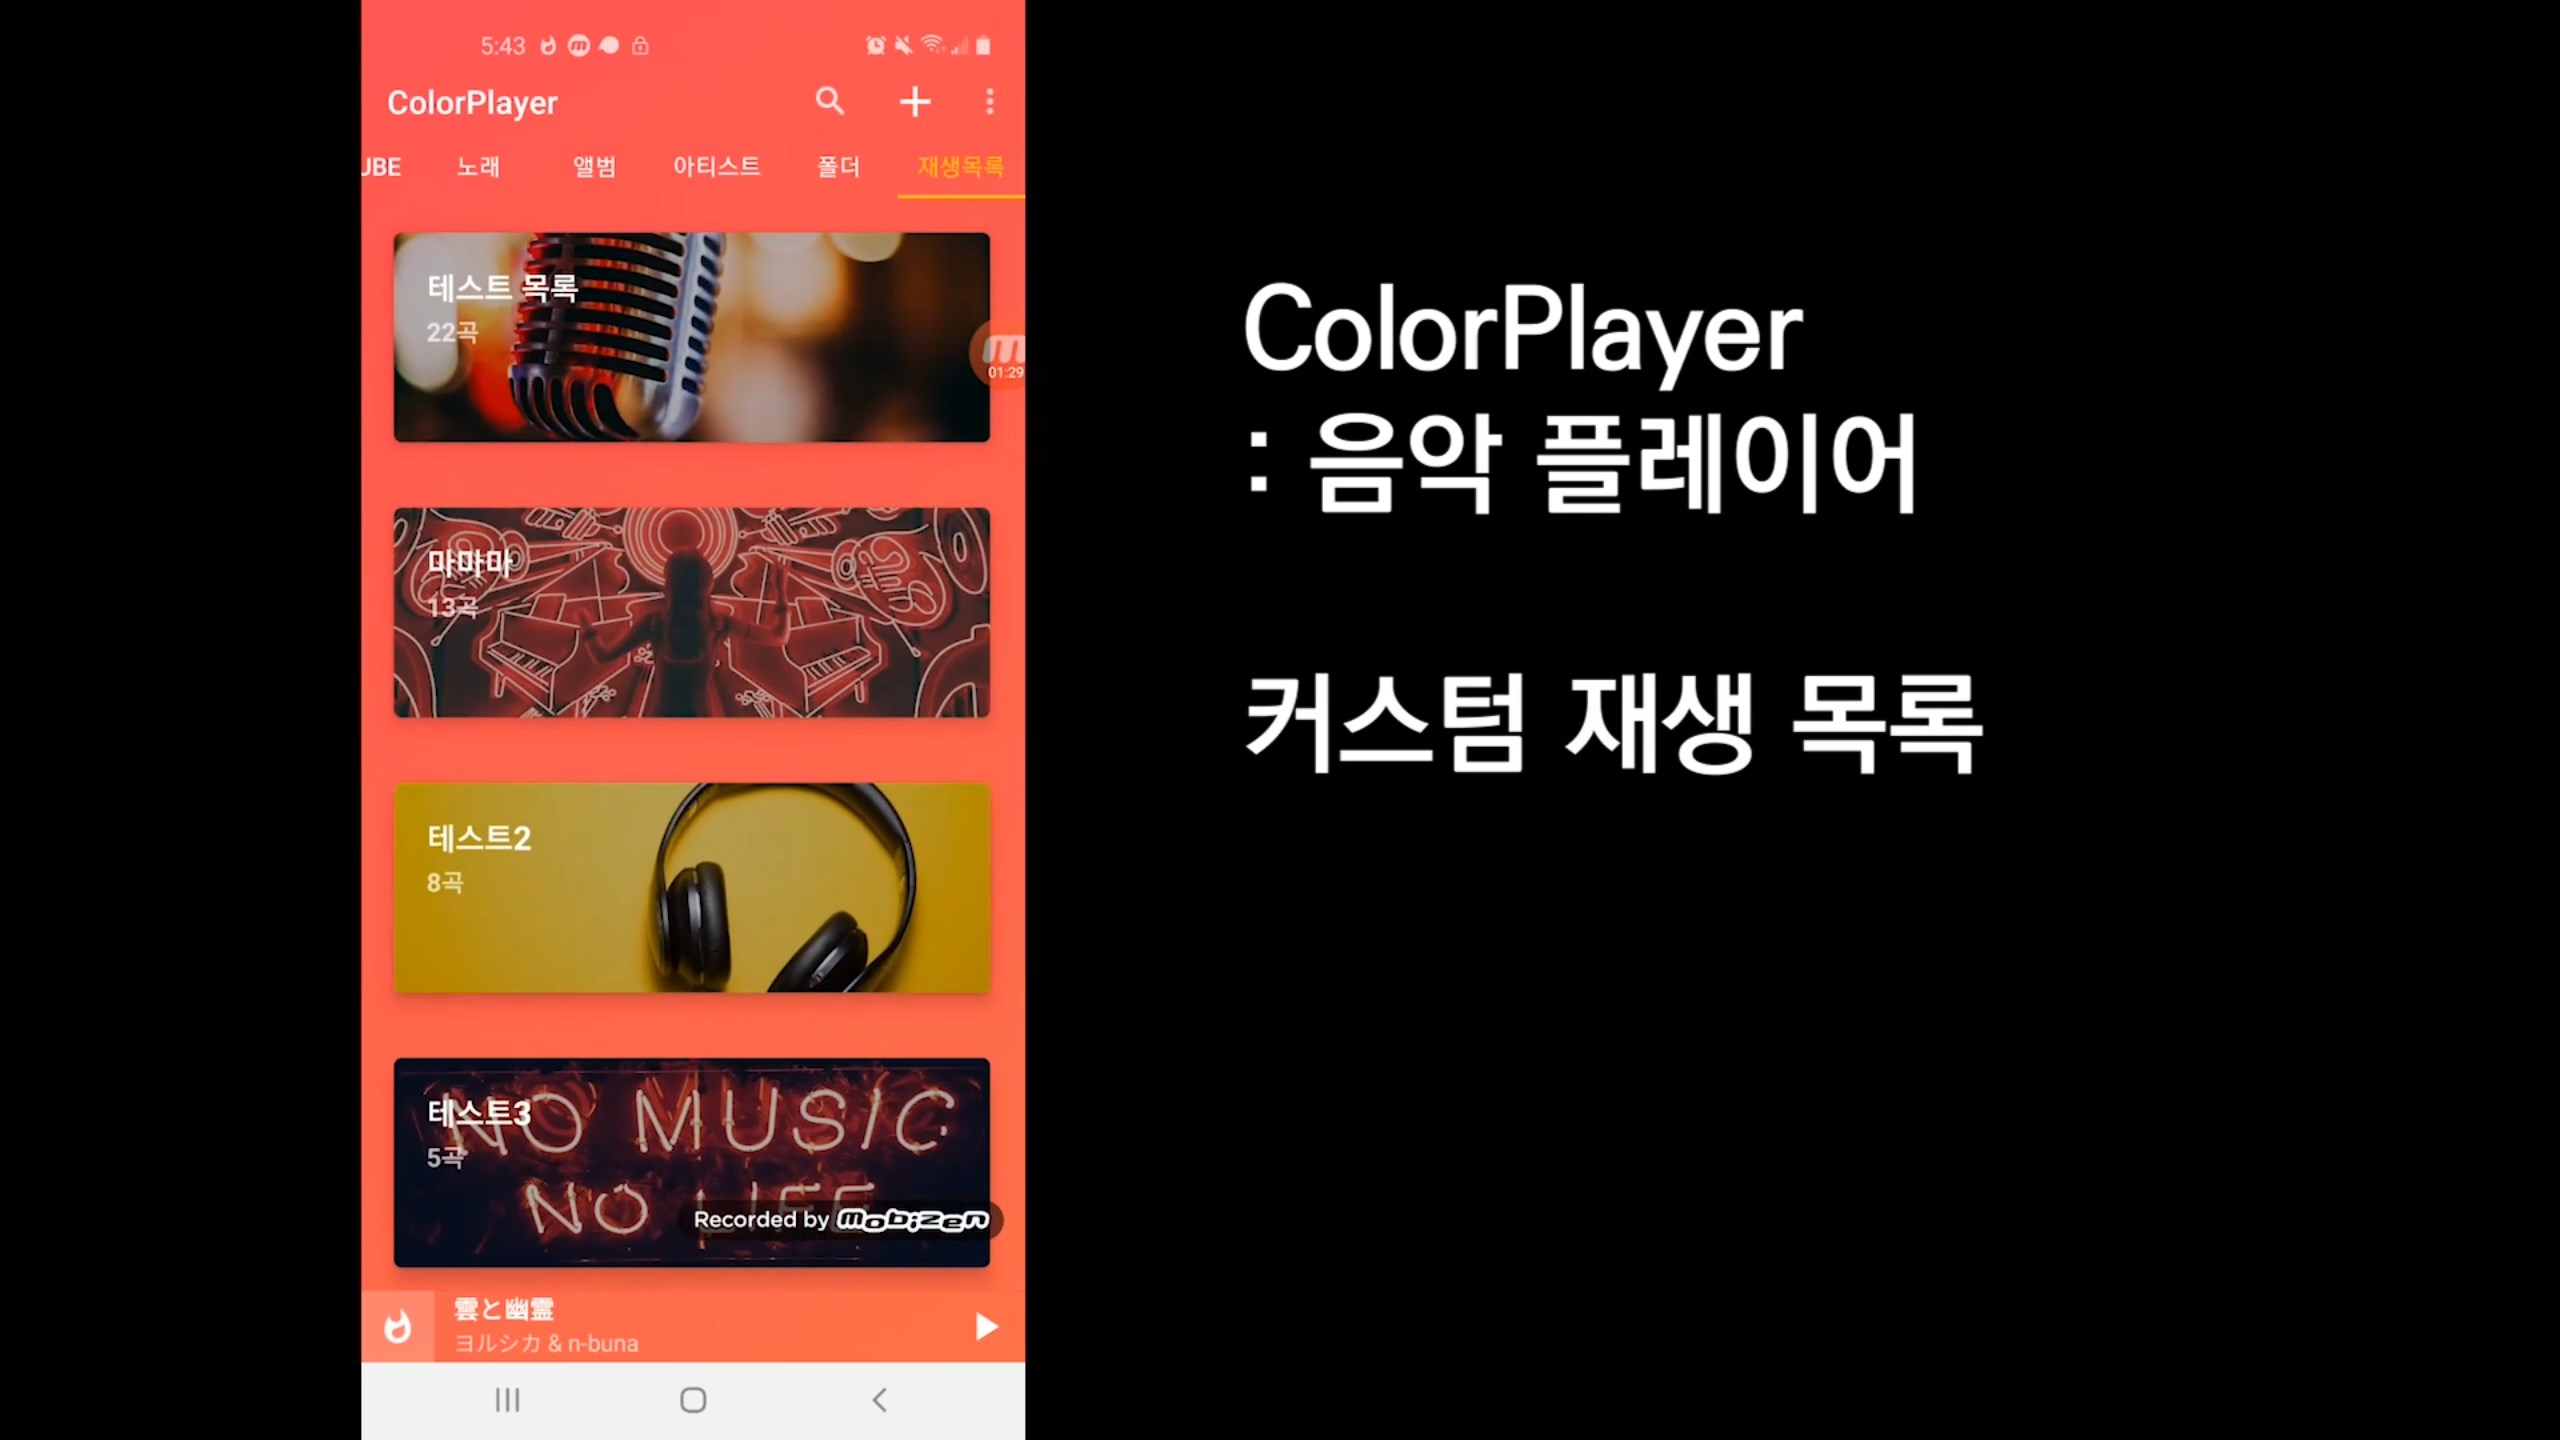 5:43
ColorPlayer
UBE 노래 앨범 아티스트 폴더 재생목록
테스트 목록
22곡
01:29
마마마
13곡
테스트2
8곡
테스트3
5곡
NO MUSIC
NO LIFE
Recorded by mobizen
雲と幽霊
ヨルシカ & n-buna
ColorPlayer
: 음악 플레이어
커스텀 재생 목록